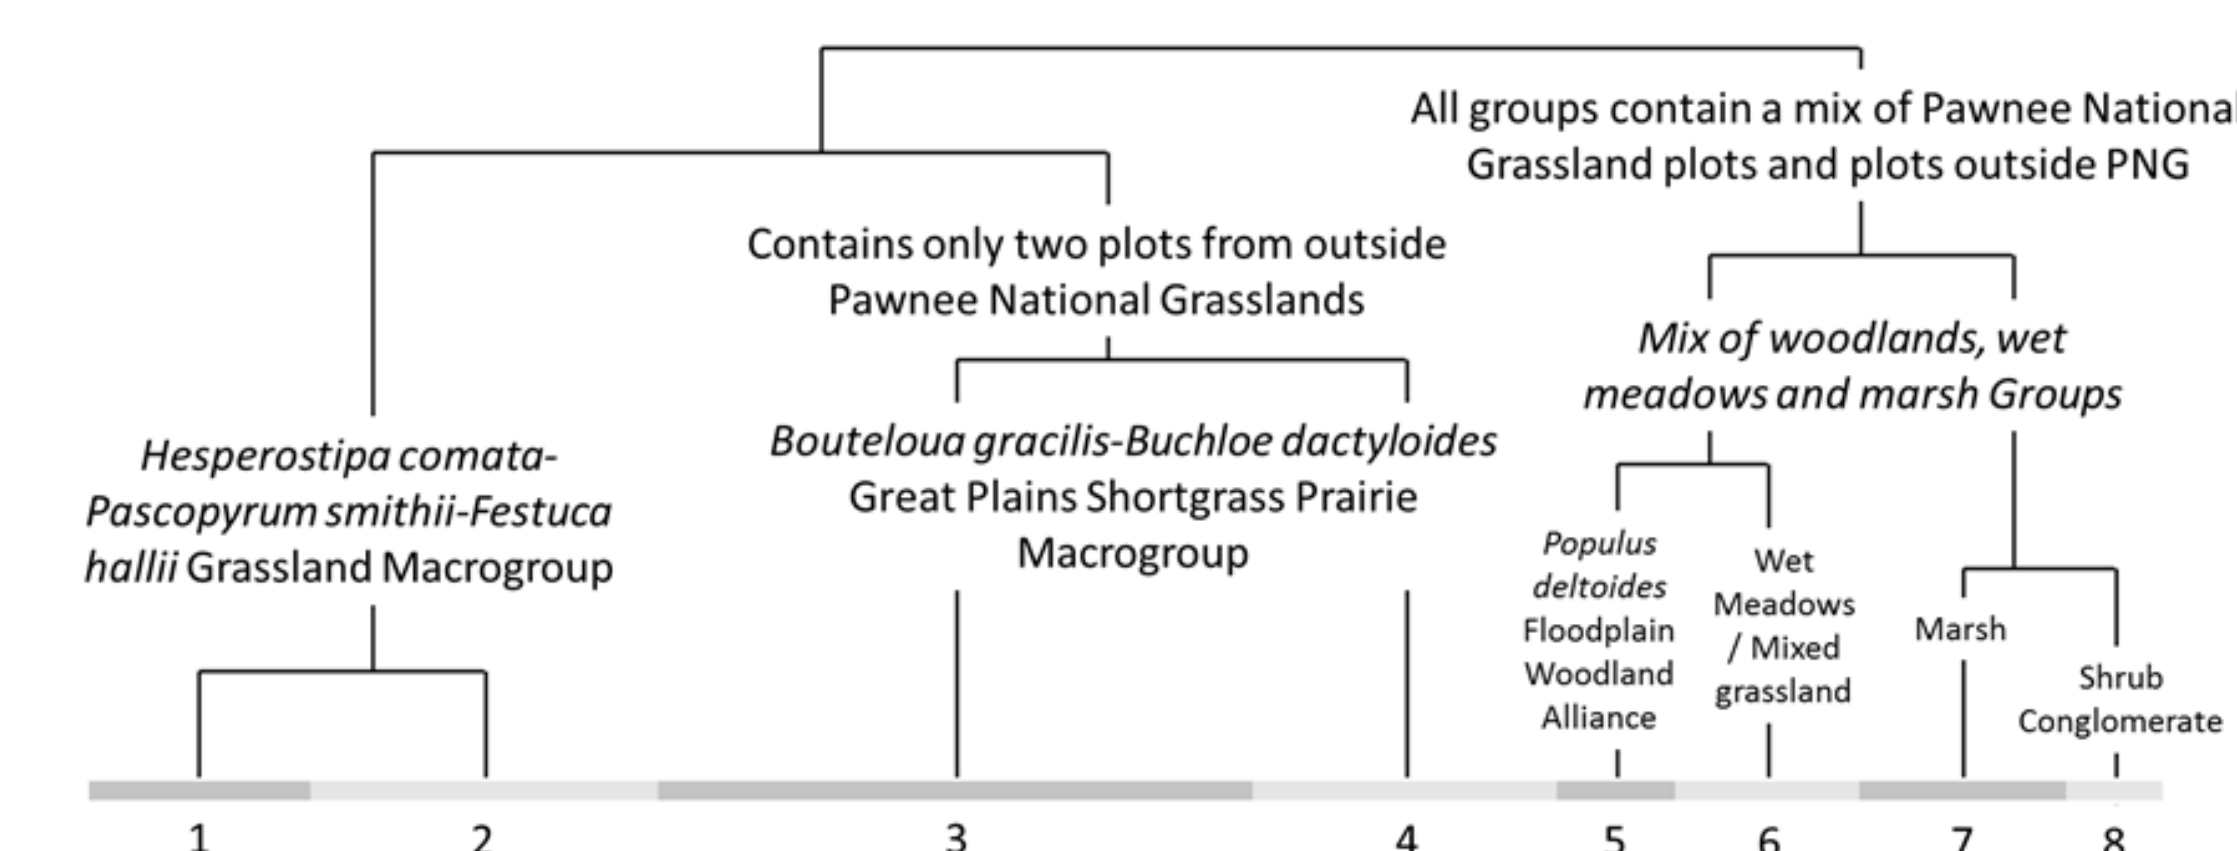 All groups contain a mix of Pawnee National
Grassland plots and plots outside PNG
Contains only two plots from outside
Pawnee National Grasslands
Mix of woodlands, wet
meadows and marsh Groups
Hesperostipa comata-
Pascopyrum smithii-Festuca
hallii Grassland Macrogroup
Bouteloua gracilis-Buchloe dactyloides
Great Plains Shortgrass Prairie
Macrogroup
Populus
deltoides
Floodplain
Woodland
Alliance
Wet
Meadows
/ Mixed
grassland
Marsh
Shrub
Conglomerate
1 2 3 4 5 6 7 8